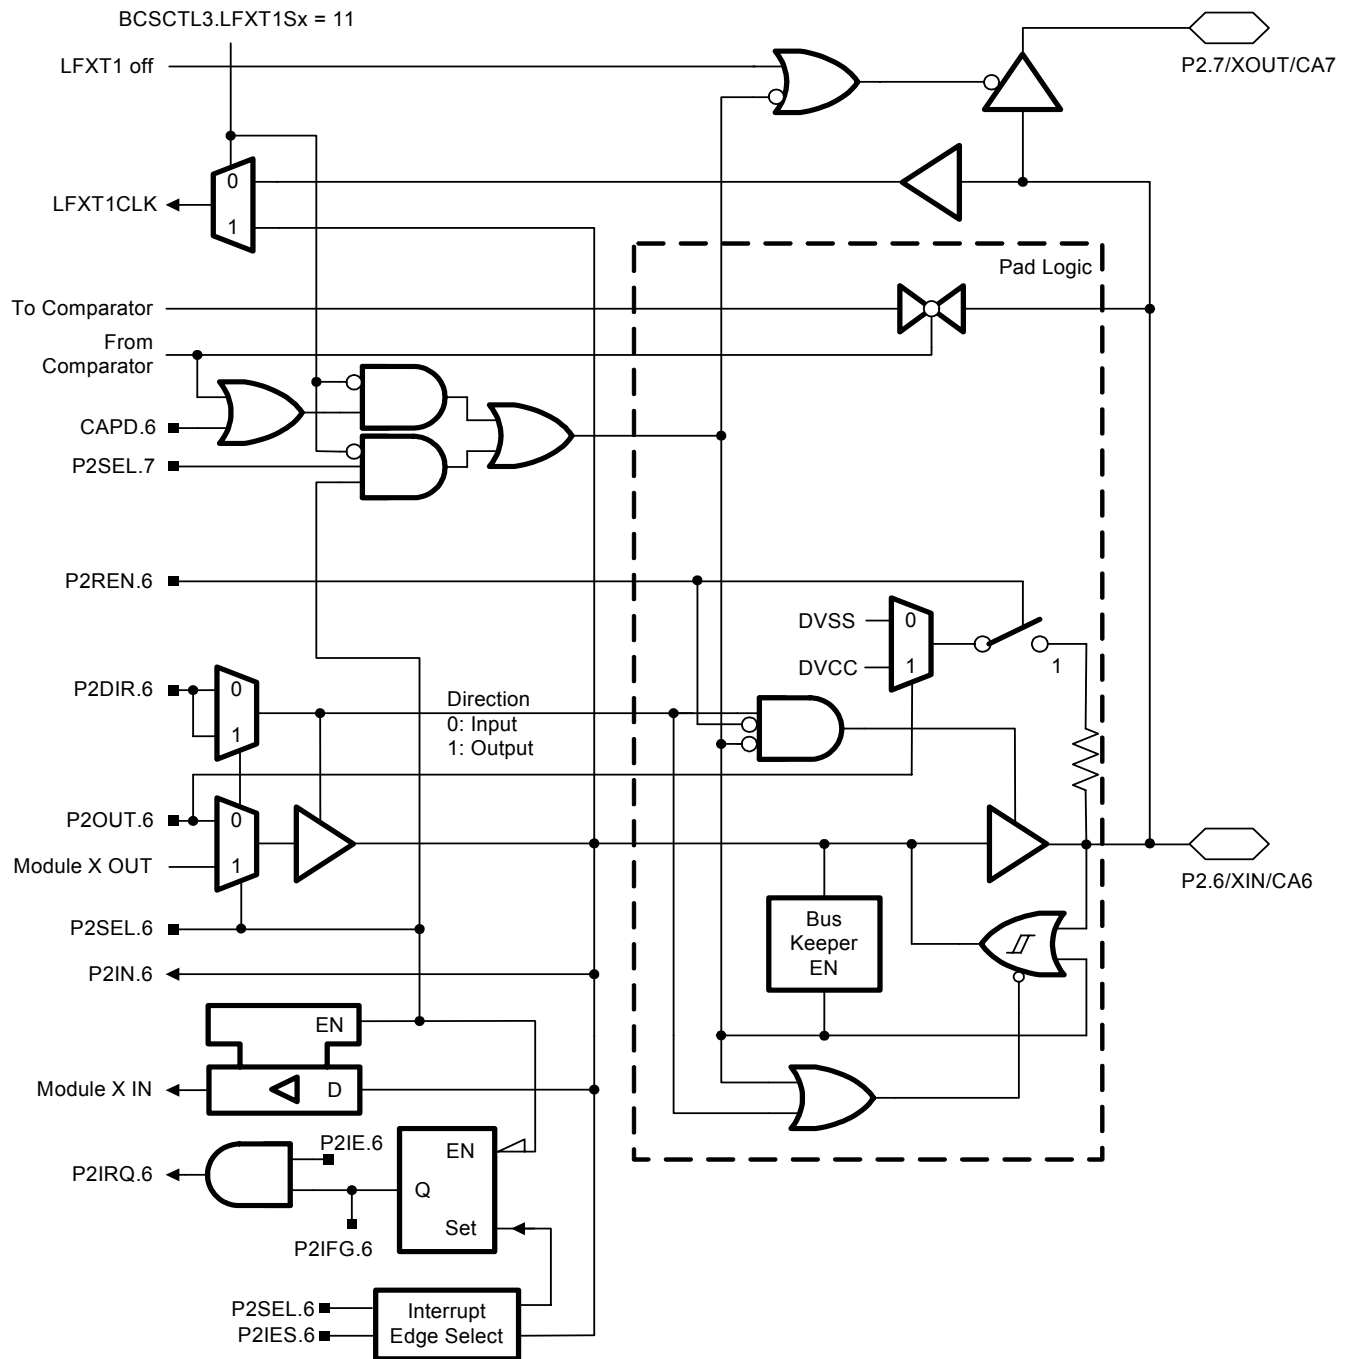 BCSCTL3.LFXT1Sx = 11
LFXT1 off
P2.7/XOUT/CA7
0
LFXT1CLK
1
Pad Logic
To Comparator
From
Comparator
CAPD.6
P2SEL.7
P2REN.6
DVSS
0
DVCC
1
1
P2DIR.6
0
1
Direction
0: Input
1: Output
P2OUT.6
0
Module X OUT
1
P2.6/XIN/CA6
P2SEL.6
Bus
Keeper
EN
P2IN.6
EN
Module X IN
D
P2IE.6
EN
P2IRQ.6
Q
Set
P2IFG.6
P2SEL.6
P2IES.6
Interrupt
Edge Select